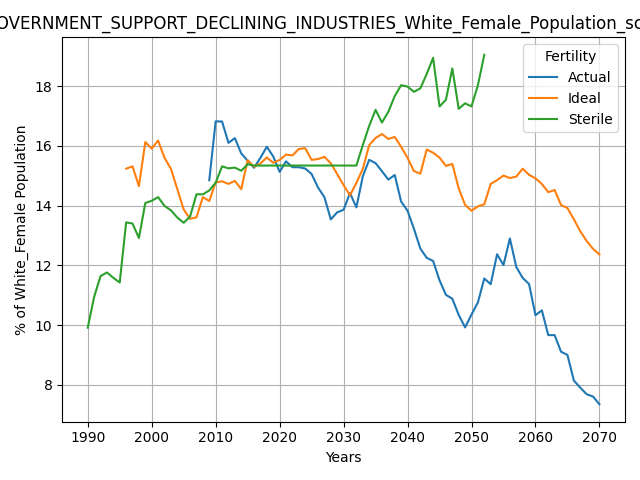 OVERNMENT_SUPPORT_DECLINING_INDUSTRIES_White_Female_Population_sc
% of White_Female Population
18
16
14
12
10
8
1990 2000 2010 2020 2030 2040 2050 2060 2070
Years
Fertility
Actual
Ideal
Sterile